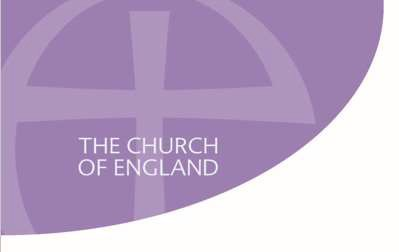 THE CHURCH
OF ENGLAND